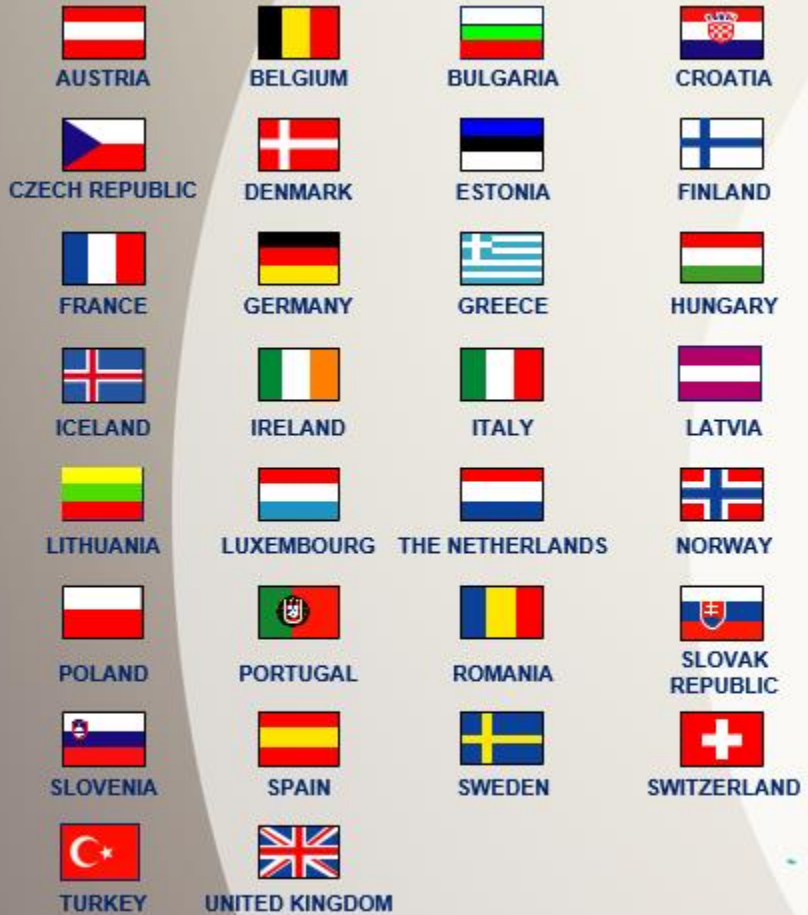 AUSTRIA
BELGIUM
BULGARIA
CROATIA
CZECH REPUBLIC
DENMARK
ESTONIA
FINLAND
FRANCE
GERMANY
GREECE
HUNGARY
ICELAND
IRELAND
ITALY
LATVIA
LITHUANIA
LUXEMBOURG
THE NETHERLANDS
NORWAY
POLAND
PORTUGAL
ROMANIA
SLOVAK
REPUBLIC
SLOVENIA
SPAIN
SWEDEN
SWITZERLAND
TURKEY
UNITED KINGDOM